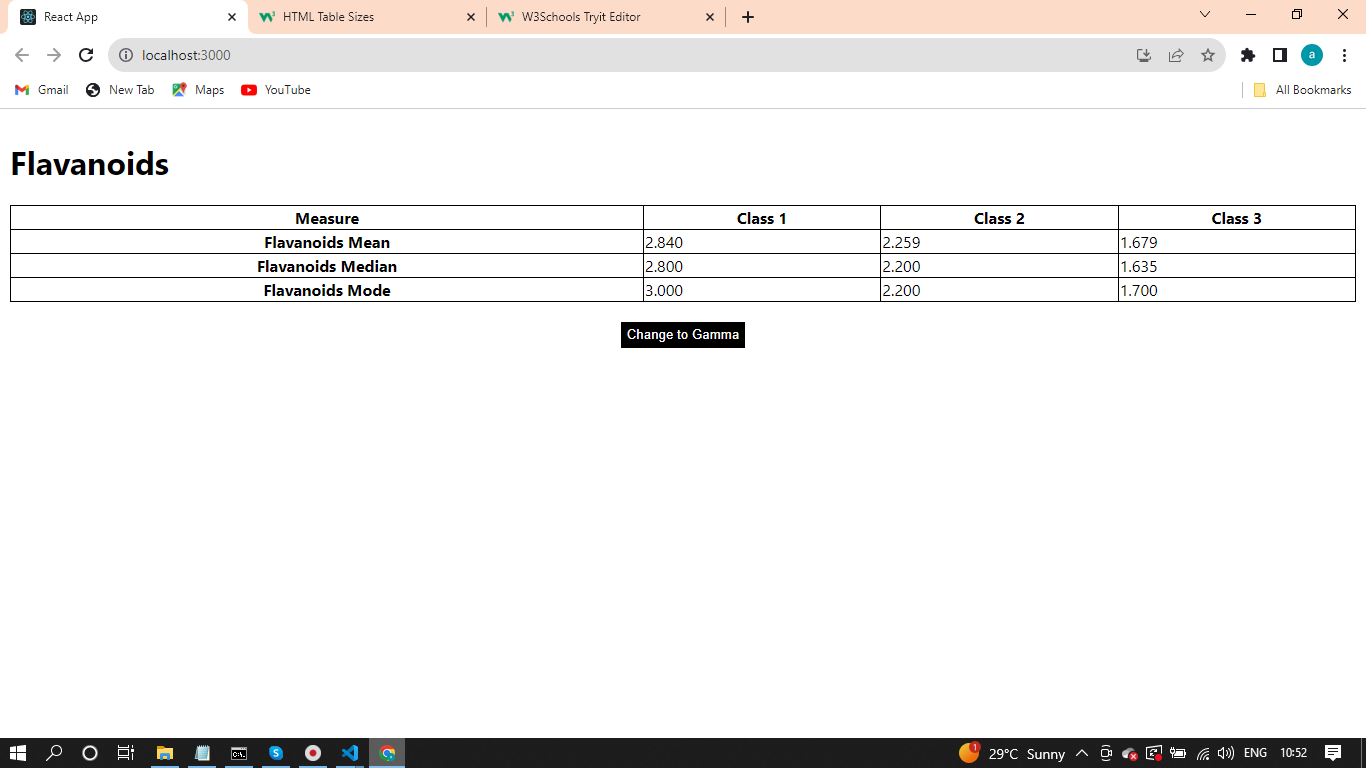 React App
HTML Table Sizes
W3Schools Tryit Editor
localhost:3000
a
Gmail
New Tab
Maps
YouTube
All Bookmarks
Flavanoids
Measure Class 1 Class 2 Class 3
Flavanoids Mean 2.840 2.259 1.679
Flavanoids Median 2.800 2.200 1.635
Flavanoids Mode 3.000 2.200 1.700
Change to Gamma
1
29°C Sunny
ENG
10:52